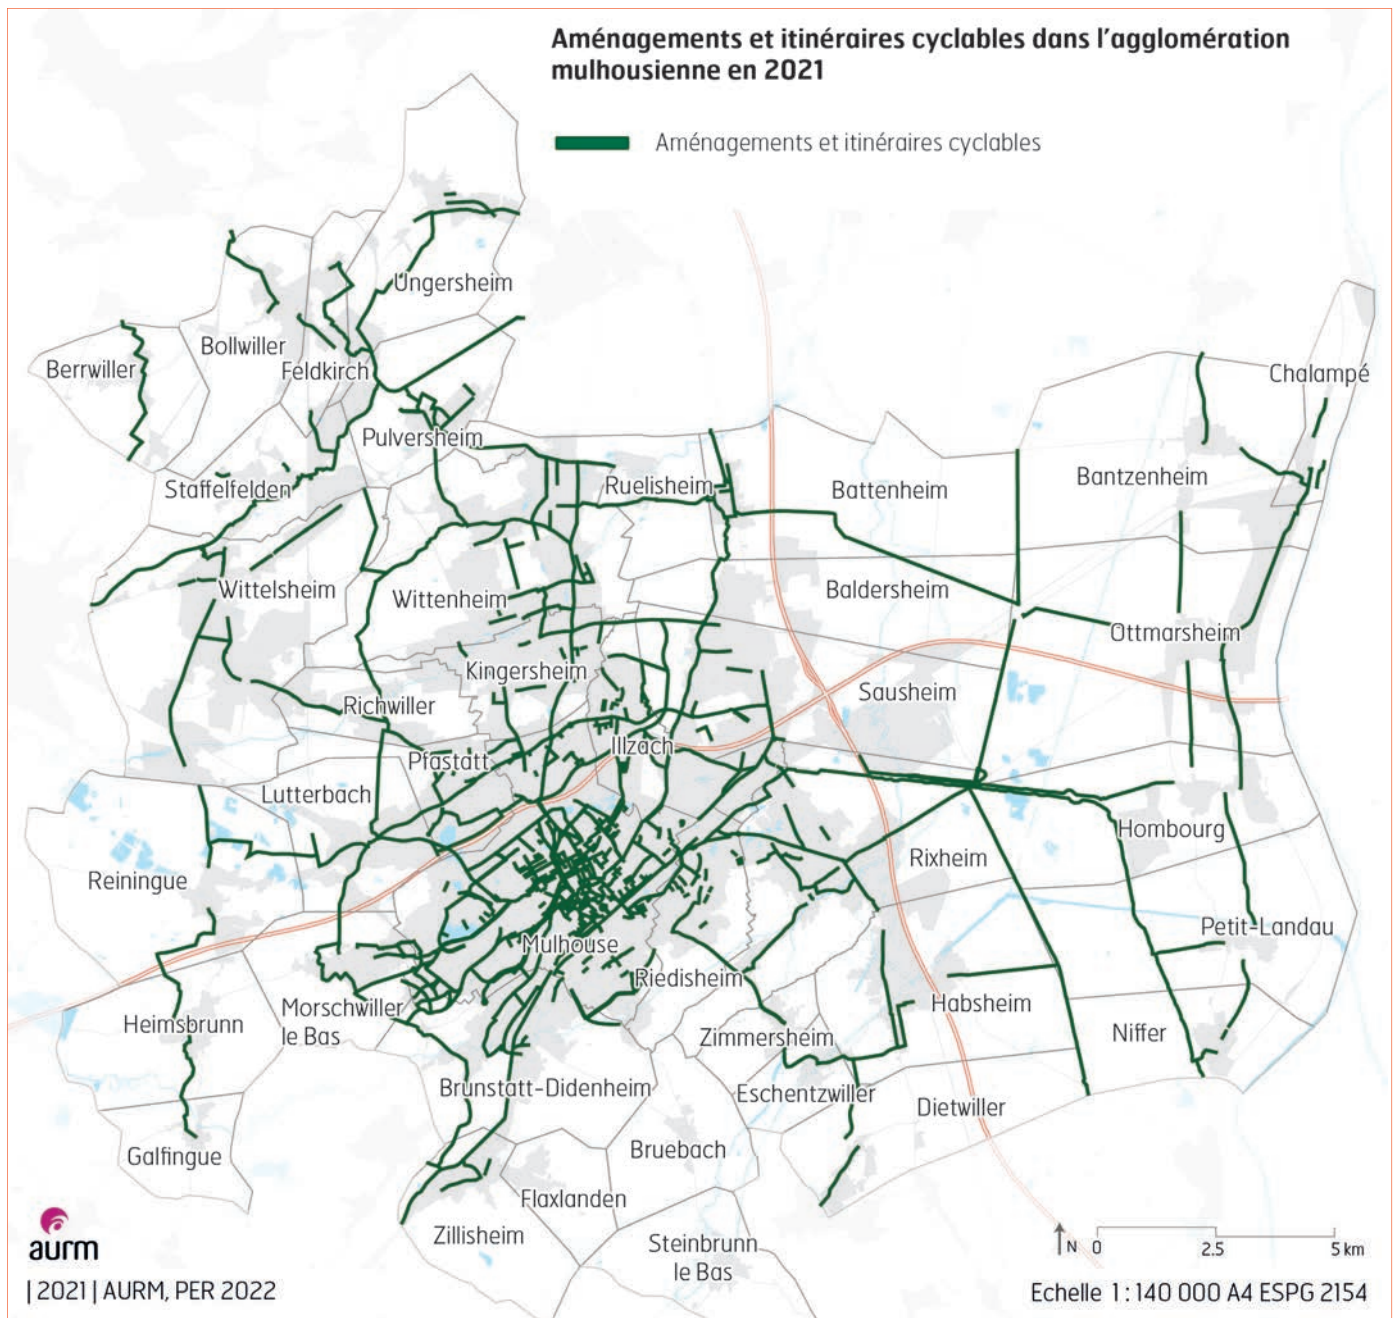 Aménagements et itinéraires cyclables dans l'agglomération
mulhousienne en 2021
Aménagements et itinéraires cyclables
Ungersheim
Bollwiller
Berrwiller
Feldkirch
Chalampé
Pulversheim
Staffelfelden
Ruelisheim
Battenheim
Bantzenheim
Wittelsheim
Wittenheim
Baldersheim
Ottmarsheim
Kingersheim
Sausheim
Richwiller
Illzach
Pfastatt
Lutterbach
Hombourg
Rixheim
Reiningue
Petit-Landau
Mulhouse
Riedisheim
Habsheim
Morschwiller
le Bas
Heimsbrunn
Zimmersheim
Niffer
Brunstatt-Didenheim
Eschentzwiller
Dietwiller
Bruebach
Galfingue
Flaxlanden
Zillisheim
Steinbrunn
le Bas
aurm
N 0 2.5 5 km
| 2021 | AURM, PER 2022
Echelle 1 : 140 000 A4 ESPG 2154